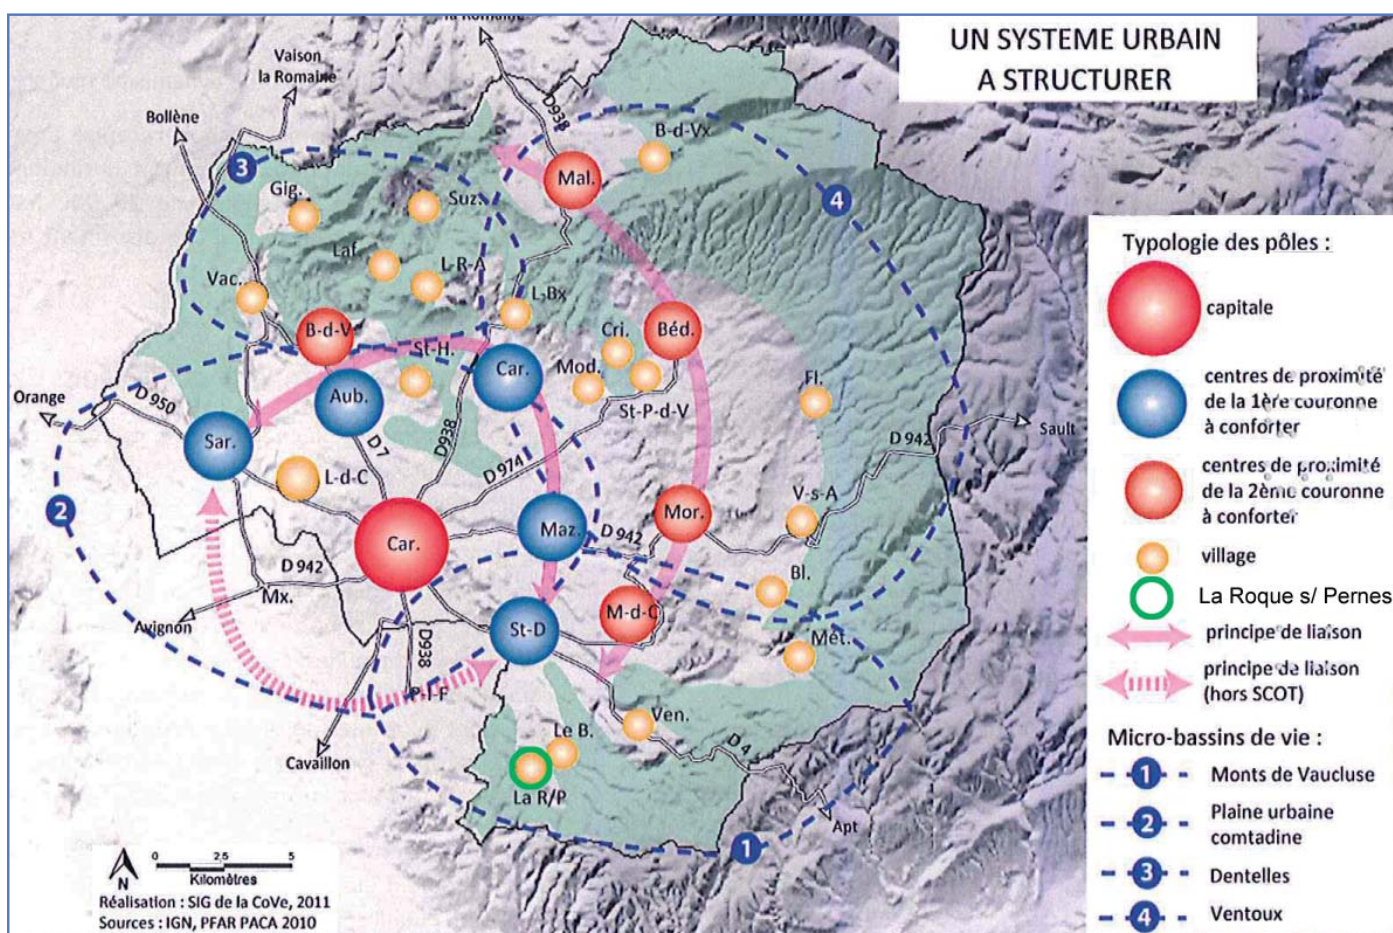 la Romaine
UN SYSTEME URBAIN
A STRUCTURER
Vaison
la Romaine
Bollène
D938
B-d-Vx
3
Mal.
4
Gig.
Suz.
Laf.
L-R-A
Vac.
L-Bx
B-d-V
Béd.
Cri.
St-H.
Car.
Mod.
Fl.
Orange
D 950
Aub.
St-P-d-V
Sar.
D 7
D938
D 974
D 942
Sault
L-d-C
V-s-A
2
Car.
Maz.
D 942
Mor.
D 942
Bl.
Mx.
Avignon
D938
St-D
M-d-C
Mét.
P-l-F
Ven.
Le B.
D 4
Cavaillon
La R/P
Apt
1
N
0 2,5 5
Kilomètres
Réalisation : SIG de la CoVe, 2011
Sources : IGN, PFAR PACA 2010
Typologie des pôles :
capitale
centres de proximité
de la 1ère couronne
à conforter
centres de proximité
de la 2ème couronne
à conforter
village
La Roque s/ Pernes
principe de liaison
principe de liaison
(hors SCOT)
Micro-bassins de vie :
1 Monts de Vaucluse
2 Plaine urbaine
comtadine
3 Dentelles
4 Ventoux